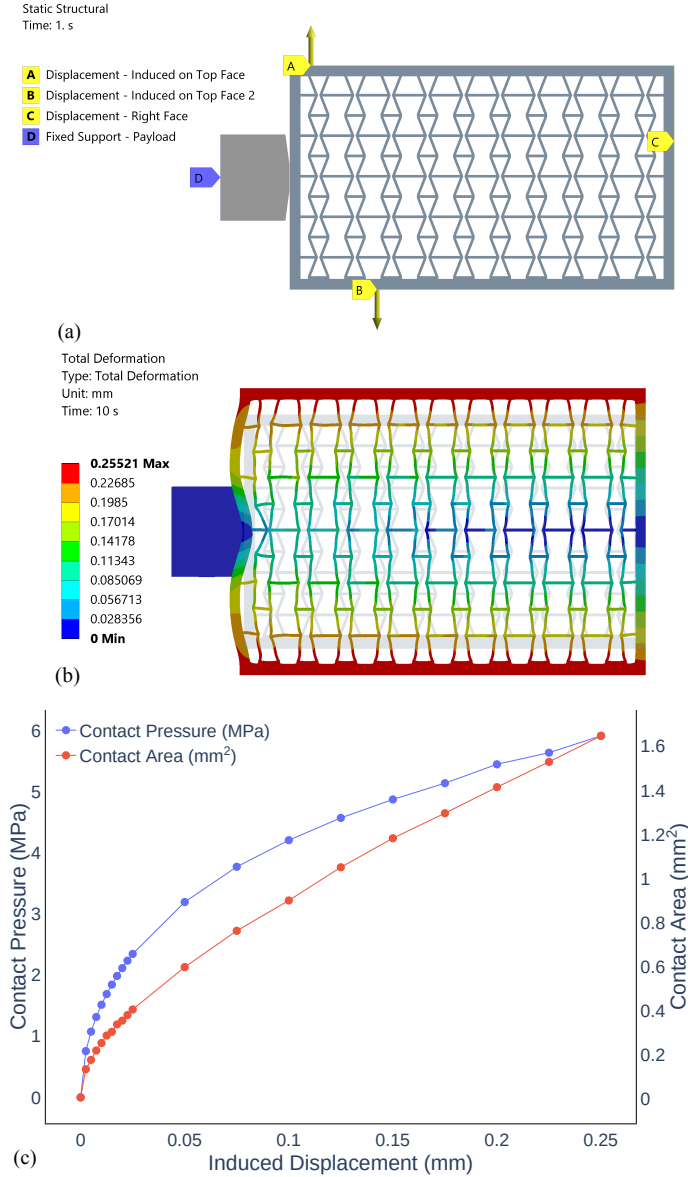 Static Structural
Time: 1. s
A Displacement - Induced on Top Face
B Displacement - Induced on Top Face 2
C Displacement - Right Face
D Fixed Support - Payload
A
C
D
B
(a)
Total Deformation
Type: Total Deformation
Unit: mm
Time: 10 s
0.25521 Max
0.22685
0.1985
0.17014
0.14178
0.11343
0.085069
0.056713
0.028356
0 Min
(b)
Contact Pressure (MPa)
Contact Area (mm²)
6
5
4
3
2
1
0
Contact Pressure (MPa)
1.6
1.4
1.2
1
0.8
0.6
0.4
0.2
0
Contact Area (mm²)
0
0.05
0.1
0.15
0.2
0.25
Induced Displacement (mm)
(c)